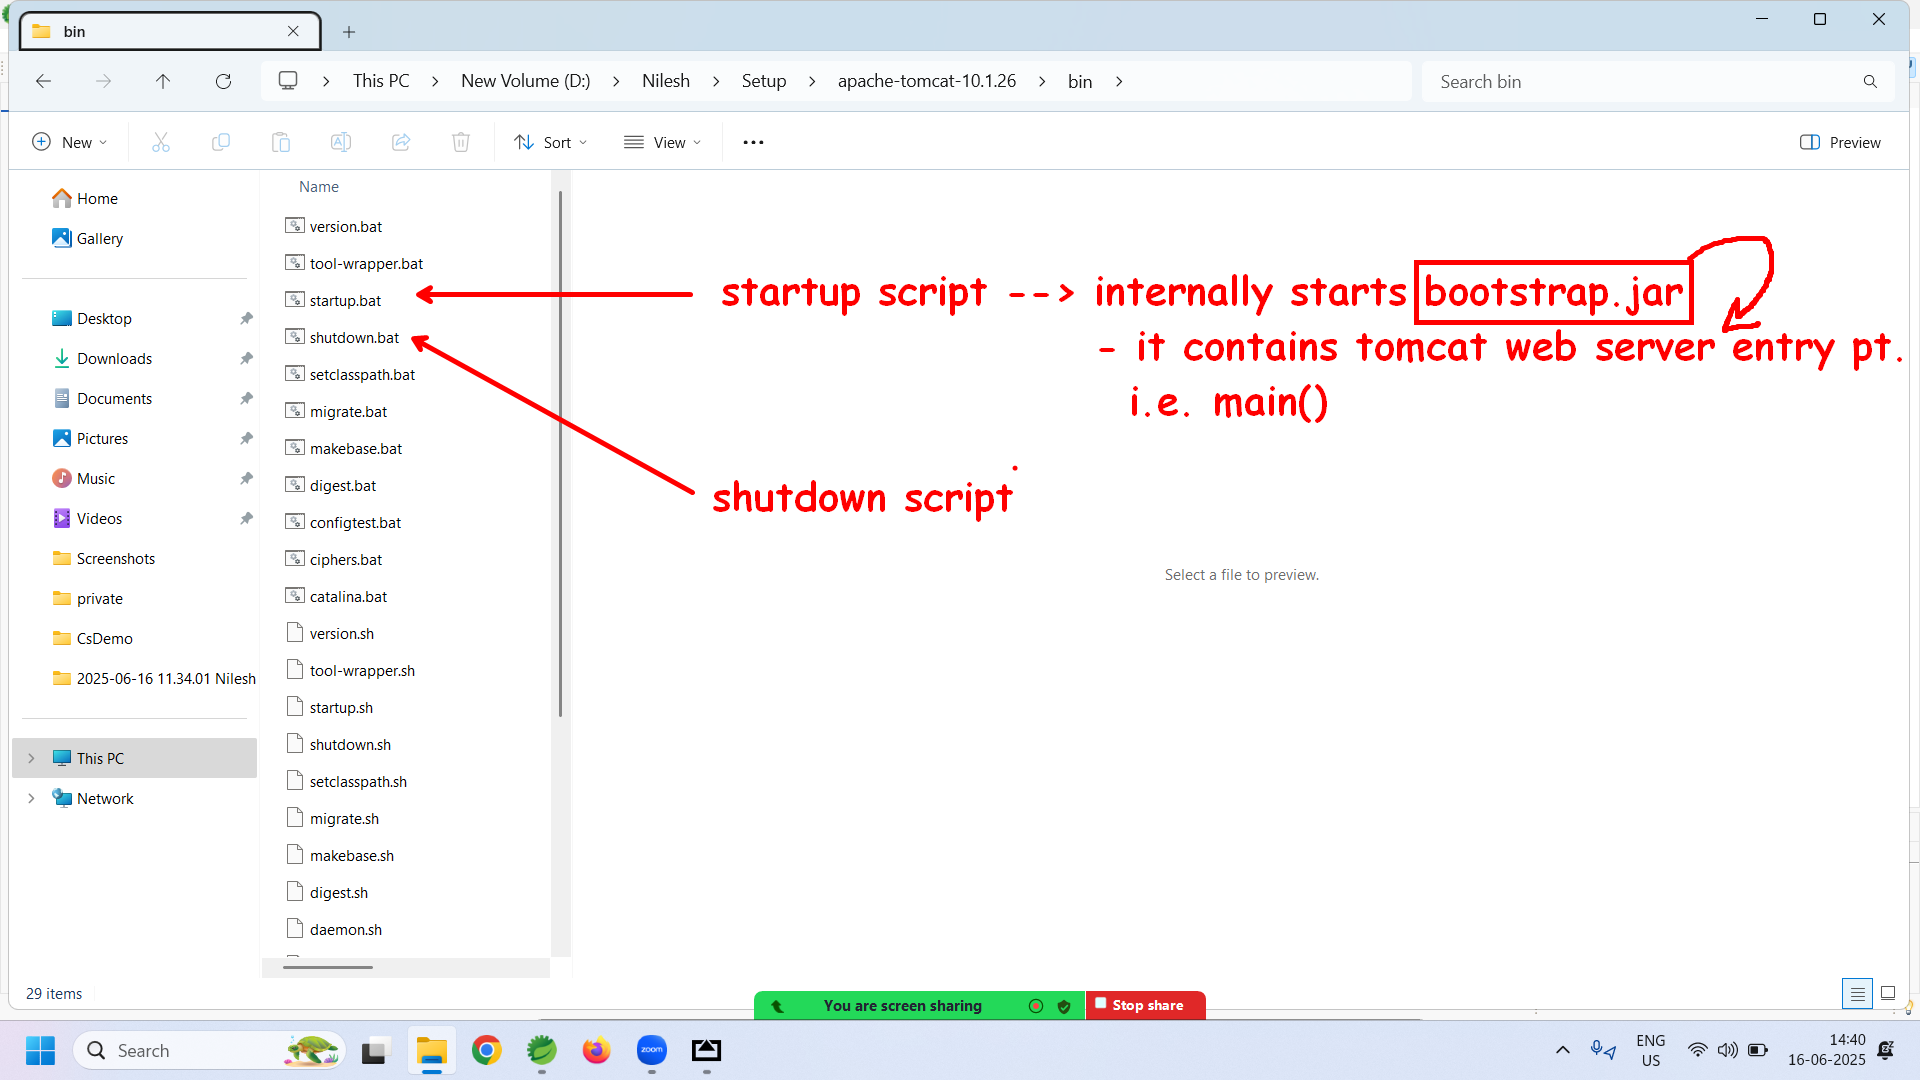 bin
This PC
New Volume (D:)
Nilesh
Setup
apache-tomcat-10.1.26
bin
Search bin
New
Sort
View
Preview
Home
Gallery
Desktop
Downloads
Documents
Pictures
Music
Videos
Screenshots
private
CsDemo
2025-06-16 11.34.01 Nilesh
This PC
Network
Name
version.bat
tool-wrapper.bat
startup.bat
shutdown.bat
setclasspath.bat
migrate.bat
makebase.bat
digest.bat
configtest.bat
ciphers.bat
catalina.bat
version.sh
tool-wrapper.sh
startup.sh
shutdown.sh
setclasspath.sh
migrate.sh
makebase.sh
digest.sh
daemon.sh
startup script --> internally starts bootstrap.jar
- it contains tomcat web server entry pt.
i.e. main()
shutdown script
Select a file to preview.
29 items
You are screen sharing
Stop share
Search
zoom
ENG
US
14:40
16-06-2025